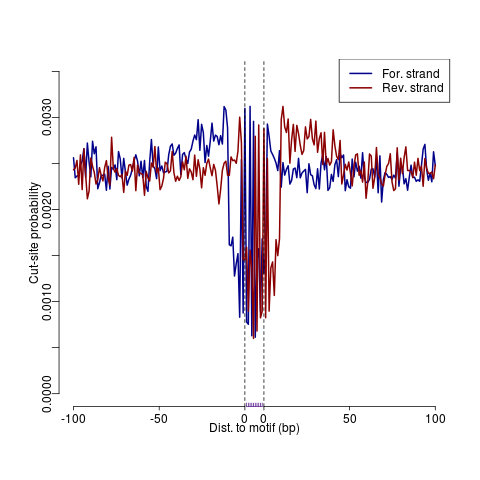 For. strand
Rev. strand
Cut-site probability
0.0030
0.0020
0.0010
0.0000
-100 -50 0 0 50 100
Dist. to motif (bp)